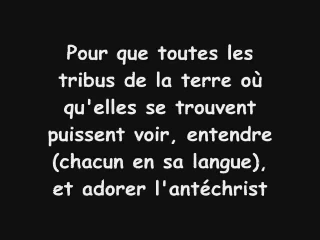 Pour que toutes les
tribus de la terre où
qu'elles se trouvent
puissent voir, entendre
(chacun en sa langue),
et adorer l'antéchrist